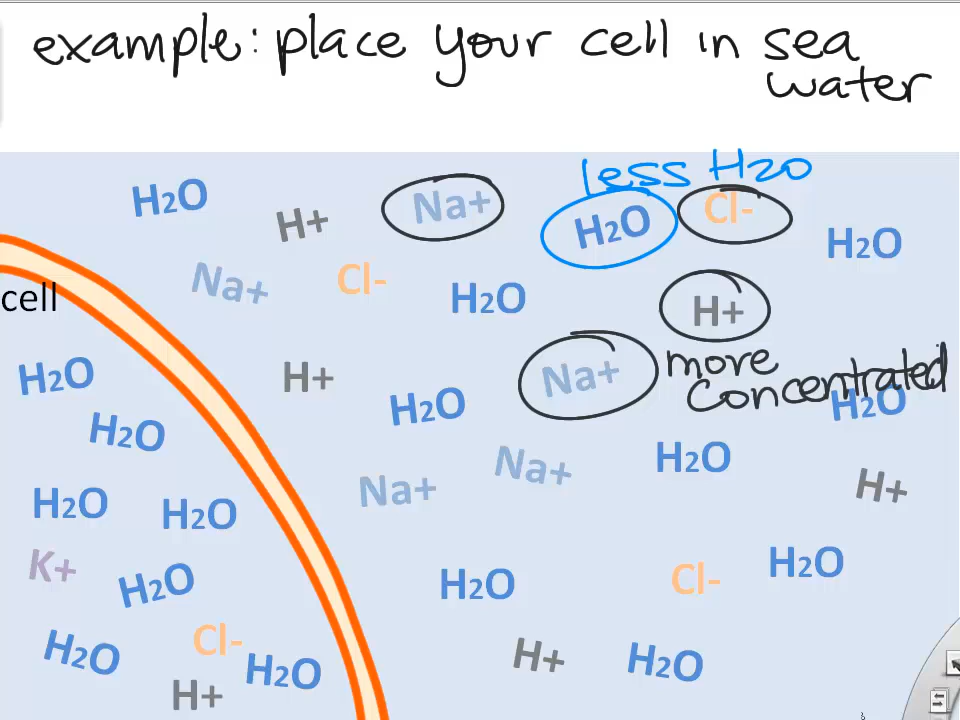 example: place your cell in sea
water
less H2O
H2O
H+
Na+
H2O
Cl-
H2O
Na+
Cl-
H2O
H+
cell
H2O
H+
H2O
Na+
more
concentrated
H2O
H2O
Na+
Na+
H2O
H+
H2O
H2O
K+
H2O
H2O
Cl-
H2O
H2O
Cl-
H2O
H+
H+
H2O